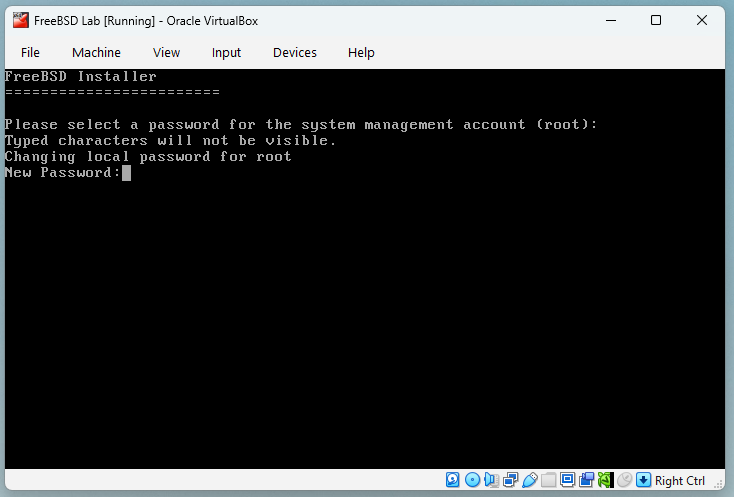 FreeBSD Lab [Running] - Oracle VirtualBox
File Machine View Input Devices Help
FreeBSD Installer
========================
Please select a password for the system management account (root):
Typed characters will not be visible.
Changing local password for root
New Password:
Right Ctrl